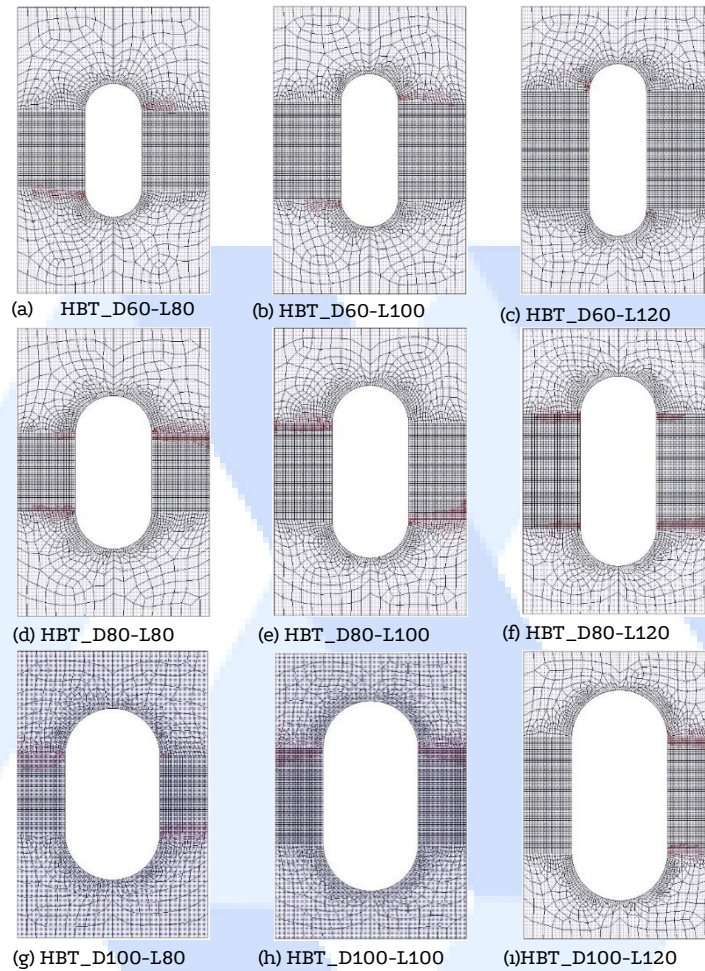 (a) HBT_D60-L80
(b) HBT_D60-L100
(c) HBT_D60-L120
(d) HBT_D80-L80
(e) HBT_D80-L100
(f) HBT_D80-L120
(g) HBT_D100-L80
(h) HBT_D100-L100
(ı)HBT_D100-L120